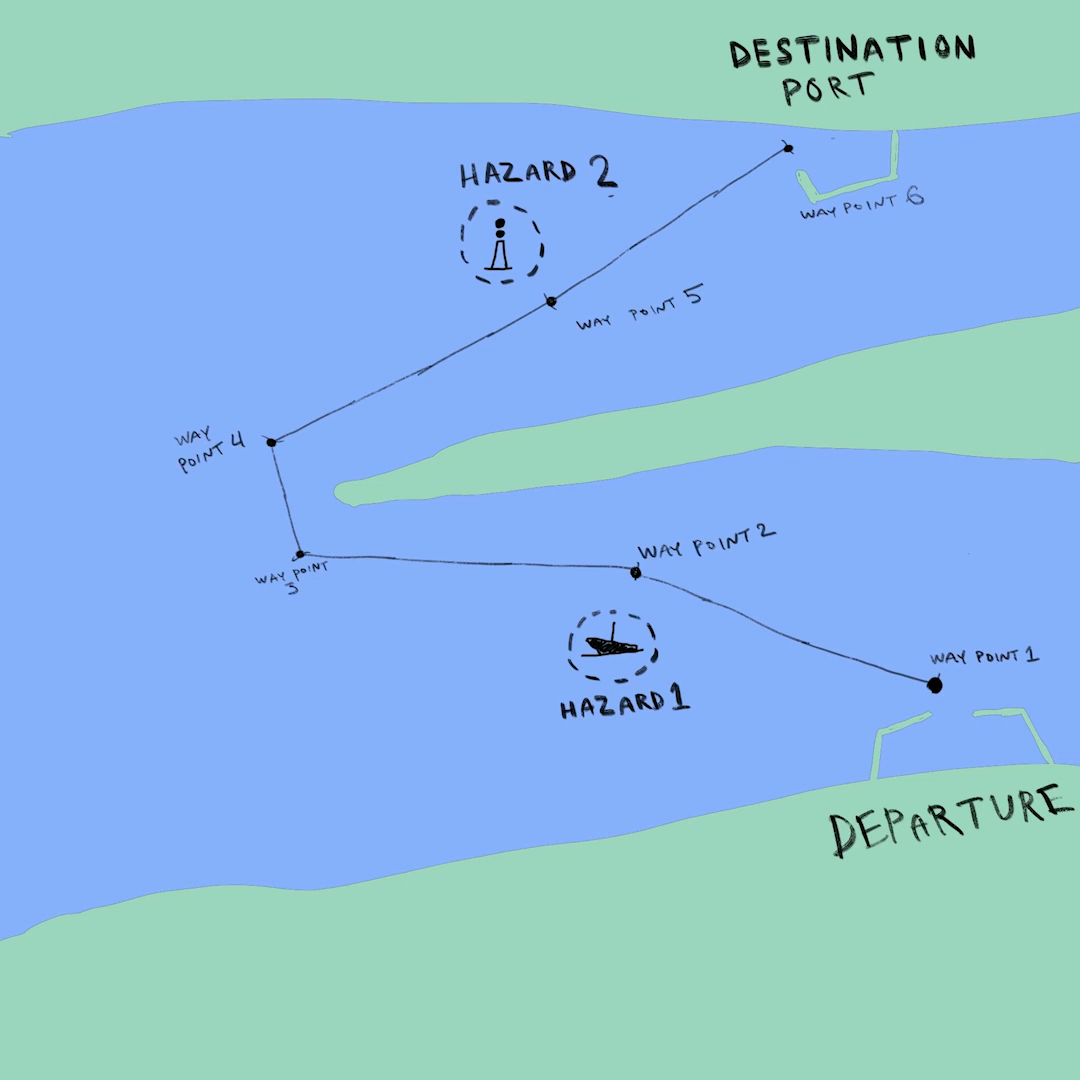 DESTINATION
PORT
HAZARD 2
WAY POINT 6
WAY POINT 5
WAY
POINT 4
WAY POINT 2
WAY POINT
3
WAY POINT 1
HAZARD 1
DEPARTURE